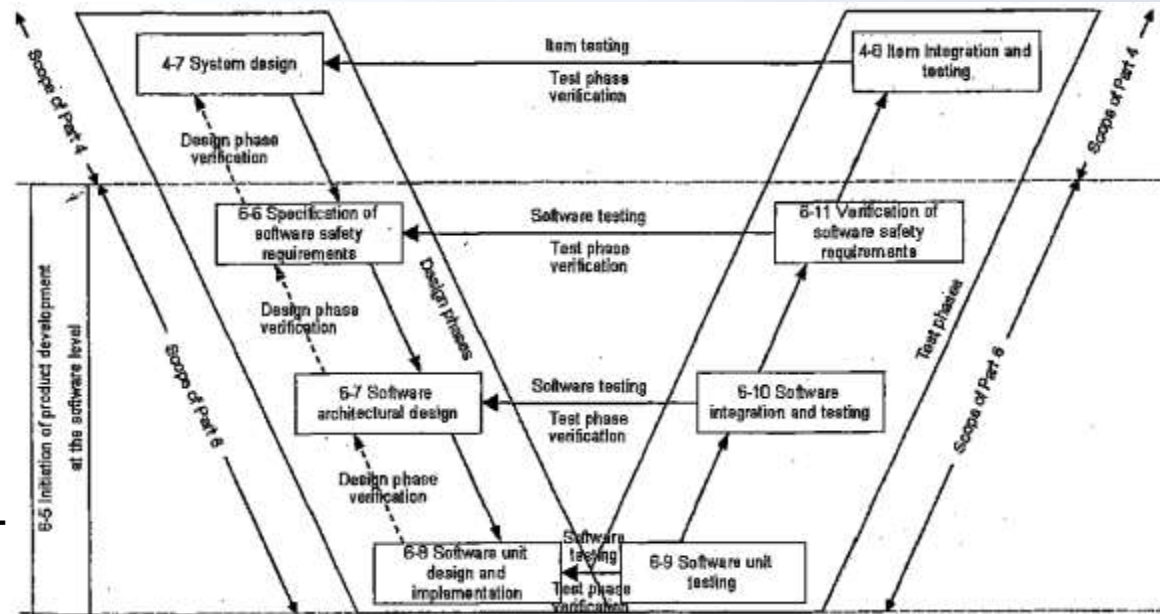 Item testing
4-7 System design
4-8 Item Integration and
testing
Test phase
verification
Scope of Part 4
Scope of Part 4
Design phase
verification
6-6 Specification of
software safety
requirements
Software testing
Test phase
verification
6-11 Verification of
software safety
requirements
Design phases
Test phases
Design phase
verification
Scope of Part 6
Scope of Part 6
6-5 Initiation of product development
at the software level
6-7 Software
architectural design
Software testing
Test phase
verification
6-10 Software
integration and testing
Design phase
verification
6-8 Software unit
design and
implementation
Software
testing
Test phase
verification
6-9 Software unit
testing